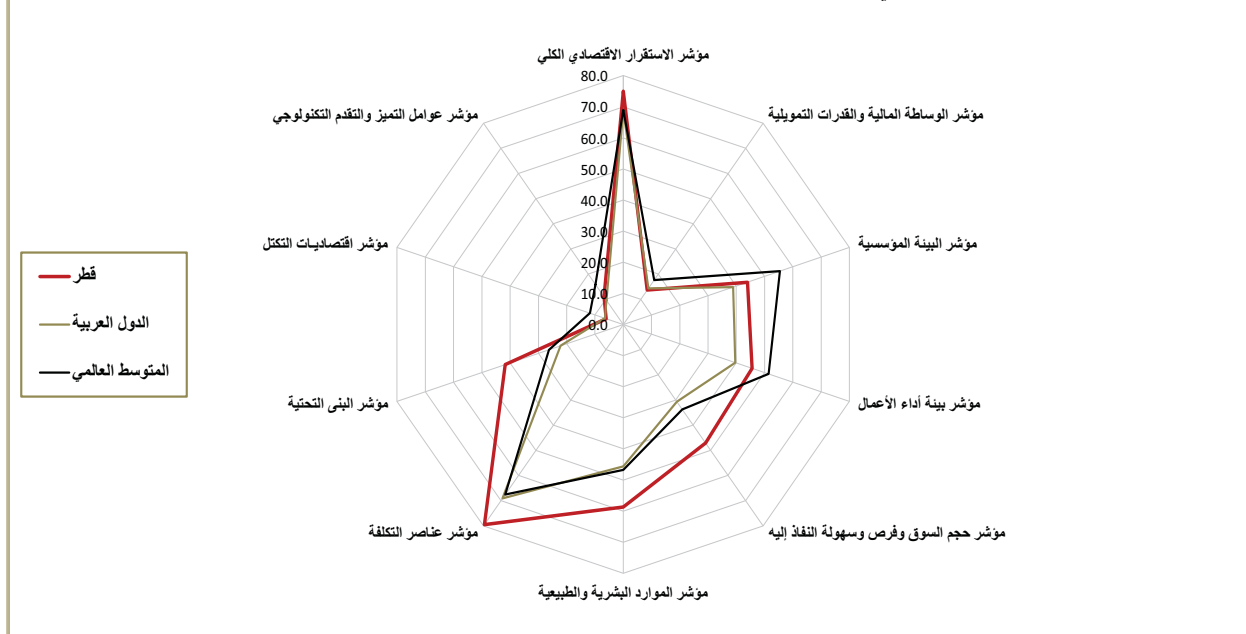 مؤشر الاستقرار الاقتصادي الكلي
80.0
70.0
60.0
50.0
40.0
30.0
20.0
10.0
0.0
مؤشر الوساطة المالية والقدرات التمويلية
مؤشر البيئة المؤسسية
مؤشر بيئة أداء الأعمال
مؤشر حجم السوق وفرص وسهولة النفاذ إليه
مؤشر الموارد البشرية والطبيعية
مؤشر عناصر التكلفة
مؤشر البنى التحتية
مؤشر اقتصاديات التكتل
مؤشر عوامل التميز والتقدم التكنولوجي
قطر
الدول العربية
المتوسط العالمي